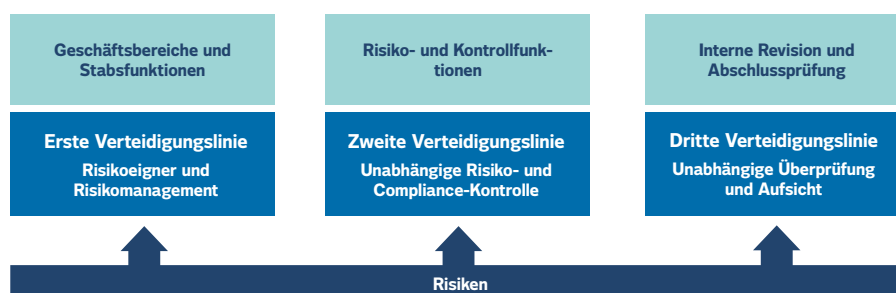 Geschäftsbereiche und
Stabsfunktionen
Erste Verteidigungslinie
Risikoeigner und
Risikomanagement
Risiko- und Kontrollfunk-
tionen
Zweite Verteidigungslinie
Unabhängige Risiko- und
Compliance-Kontrolle
Interne Revision und
Abschlussprüfung
Dritte Verteidigungslinie
Unabhängige Überprüfung
und Aufsicht
Risiken